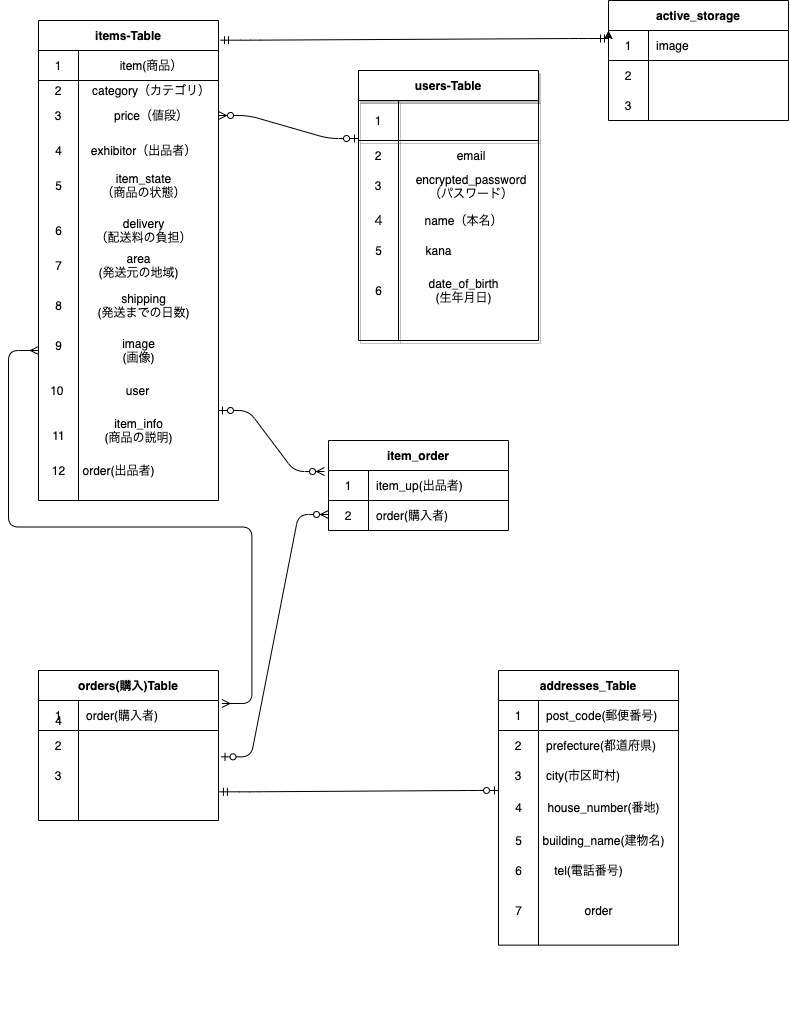 items-Table
1 item(商品）
2 category（カテゴリ）
3 price（値段）
4 exhibitor（出品者）
5 item_state
（商品の状態）
6 delivery
（配送料の負担）
7 area
(発送元の地域)
8 shipping
(発送までの日数)
9 image
(画像)
10 user
11 item_info
(商品の説明)
12 order(出品者)
active_storage
1 image
2
3
users-Table
1
2 email
3 encrypted_password
（パスワード）
4 name（本名）
5 kana
6 date_of_birth
(生年月日)
item_order
1 item_up(出品者)
2 order(購入者)
orders(購入)Table
1 order(購入者)
4
2
3
addresses_Table
1 post_code(郵便番号)
2 prefecture(都道府県)
3 city(市区町村)
4 house_number(番地)
5 building_name(建物名)
6 tel(電話番号)
7 order